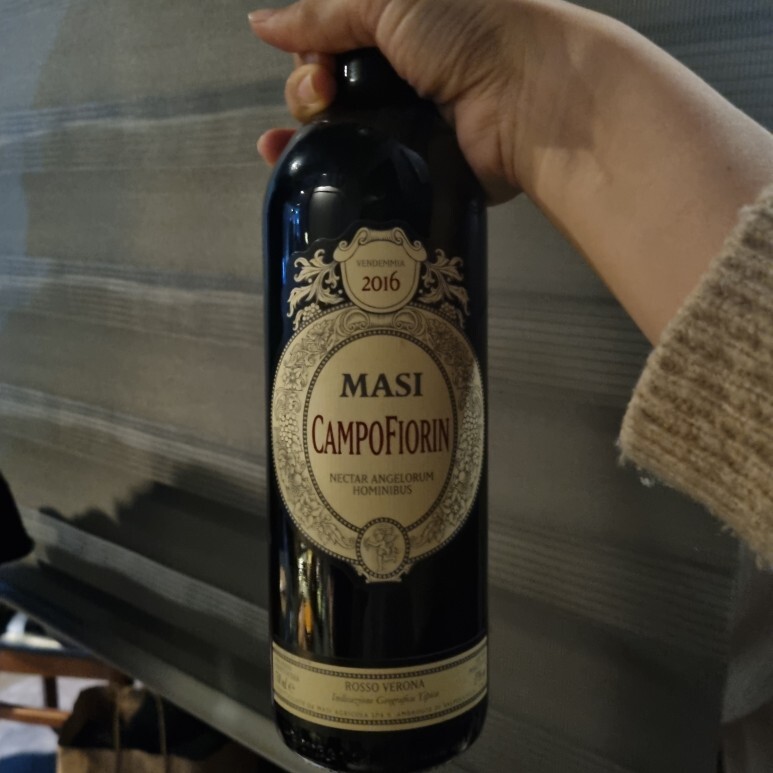 VENDEMMIA
2016
MASI
CAMPOFIORIN
NECTAR ANGELORUM
HOMINIBUS
ROSSO VERONA
Indicazione Geografica Tipica